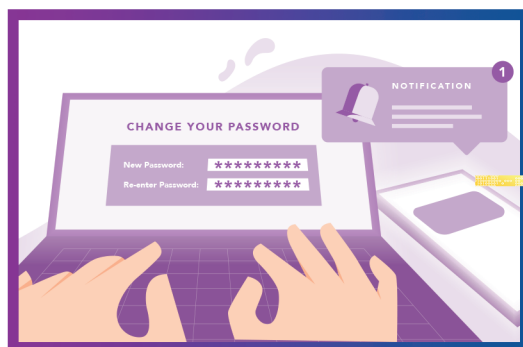 CHANGE YOUR PASSWORD
New Password: *********
Re-enter Password: *********
NOTIFICATION
1